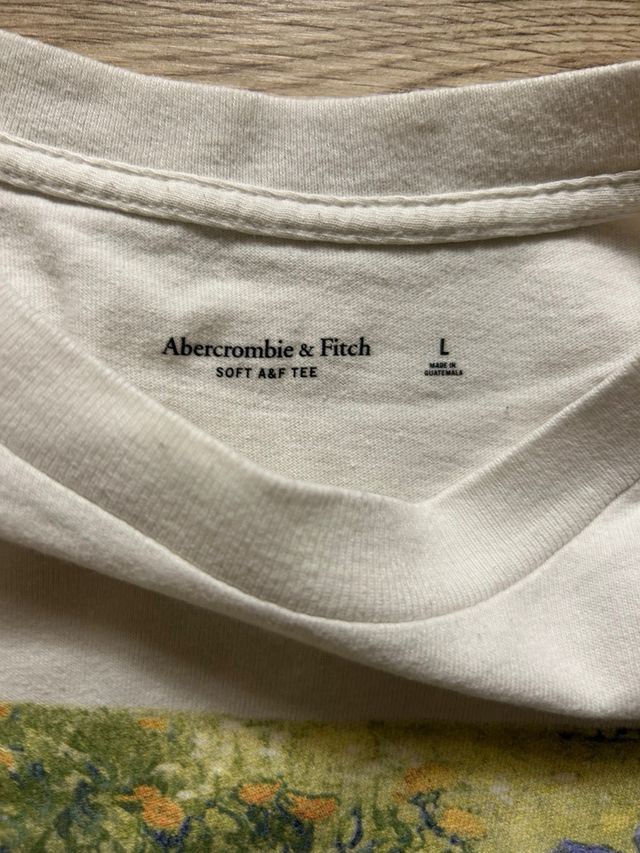 Abercrombie & Fitch
SOFT A&F TEE
L
MADE IN
GUATEMALA